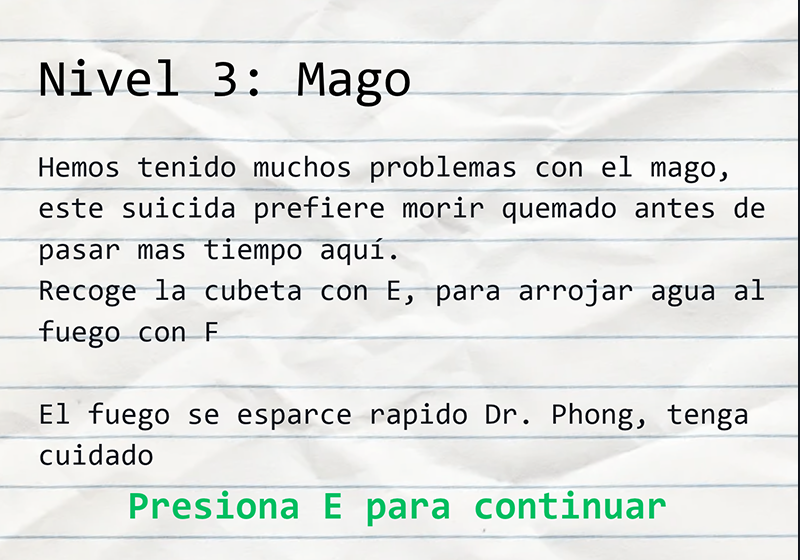 Nivel 3: Mago
Hemos tenido muchos problemas con el mago,
este suicida prefiere morir quemado antes de
pasar mas tiempo aquí.
Recoge la cubeta con E, para arrojar agua al
fuego con F
El fuego se esparce rapido Dr. Phong, tenga
cuidado
Presiona E para continuar